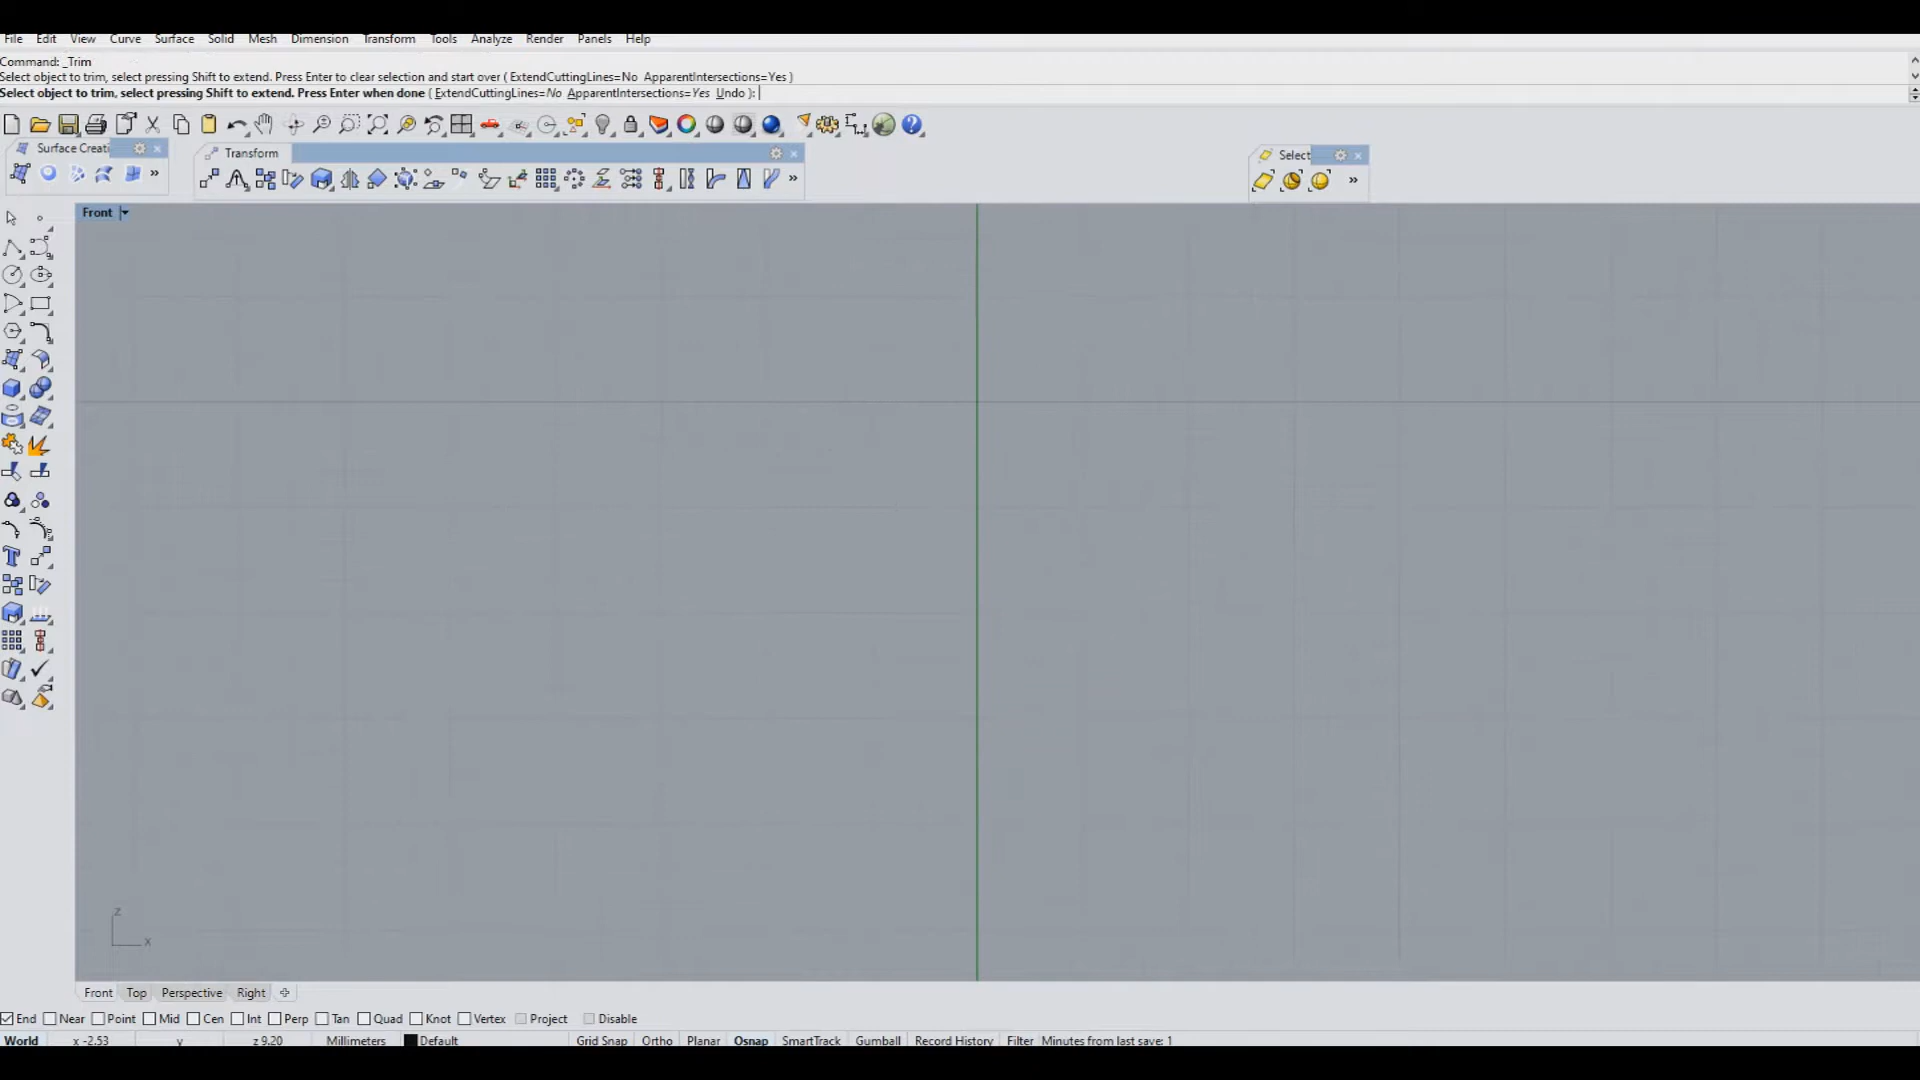 File Edit View Curve Surface Solid Mesh Dimension Transform Tools Analyze Render Panels Help
Command: _Trim
Select object to trim, select pressing Shift to extend. Press Enter to clear selection and start over ( ExtendCuttingLines=No ApparentIntersections=Yes )
Select object to trim, select pressing Shift to extend. Press Enter when done ( ExtendCuttingLines=No ApparentIntersections=Yes Undo ):
Surface Creati
Transform
Select
Front
z
x
Front Top Perspective Right
End Near Point Mid Cen Int Perp Tan Quad Knot Vertex Project Disable
World x -2.53 y z 9.20 Millimeters Default Grid Snap Ortho Planar Osnap SmartTrack Gumball Record History Filter Minutes from last save: 1